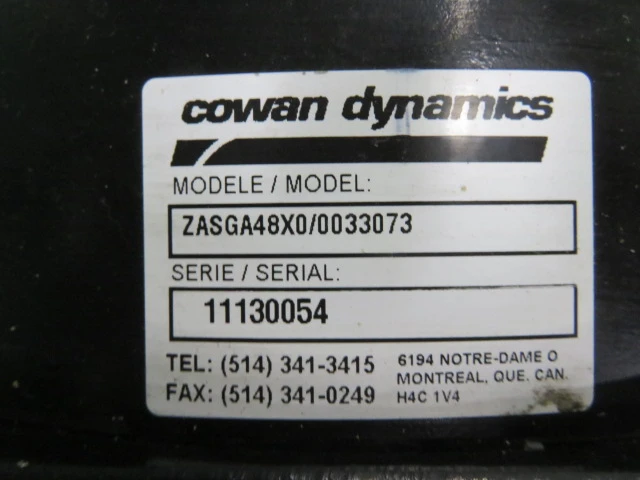 cowan dynamics
MODELE / MODEL:
ZASGA48X0/0033073
SERIE / SERIAL:
11130054
TEL: (514) 341-3415
FAX: (514) 341-0249
6194 NOTRE-DAME O
MONTREAL, QUE. CAN.
H4C 1V4